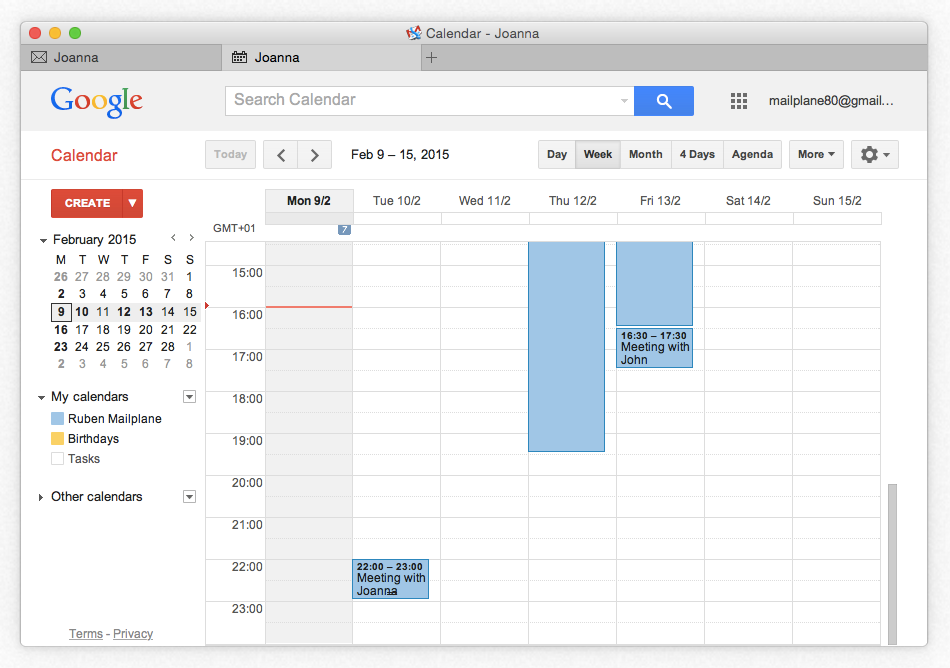 Calendar - Joanna
Joanna
Joanna
+
Google
Search Calendar
mailplane80@gmail...
Calendar
Today
Feb 9 – 15, 2015
Day Week Month 4 Days Agenda
More
CREATE
Mon 9/2 Tue 10/2 Wed 11/2 Thu 12/2 Fri 13/2 Sat 14/2 Sun 15/2
GMT+01
7
February 2015
M T W T F S S
26 27 28 29 30 31 1
2 3 4 5 6 7 8
9 10 11 12 13 14 15
16 17 18 19 20 21 22
23 24 25 26 27 28 1
2 3 4 5 6 7 8
My calendars
Ruben Mailplane
Birthdays
Tasks
Other calendars
Terms - Privacy
15:00
16:00
17:00
18:00
19:00
20:00
21:00
22:00
23:00
16:30 – 17:30
Meeting with
John
22:00 – 23:00
Meeting with
Joanna